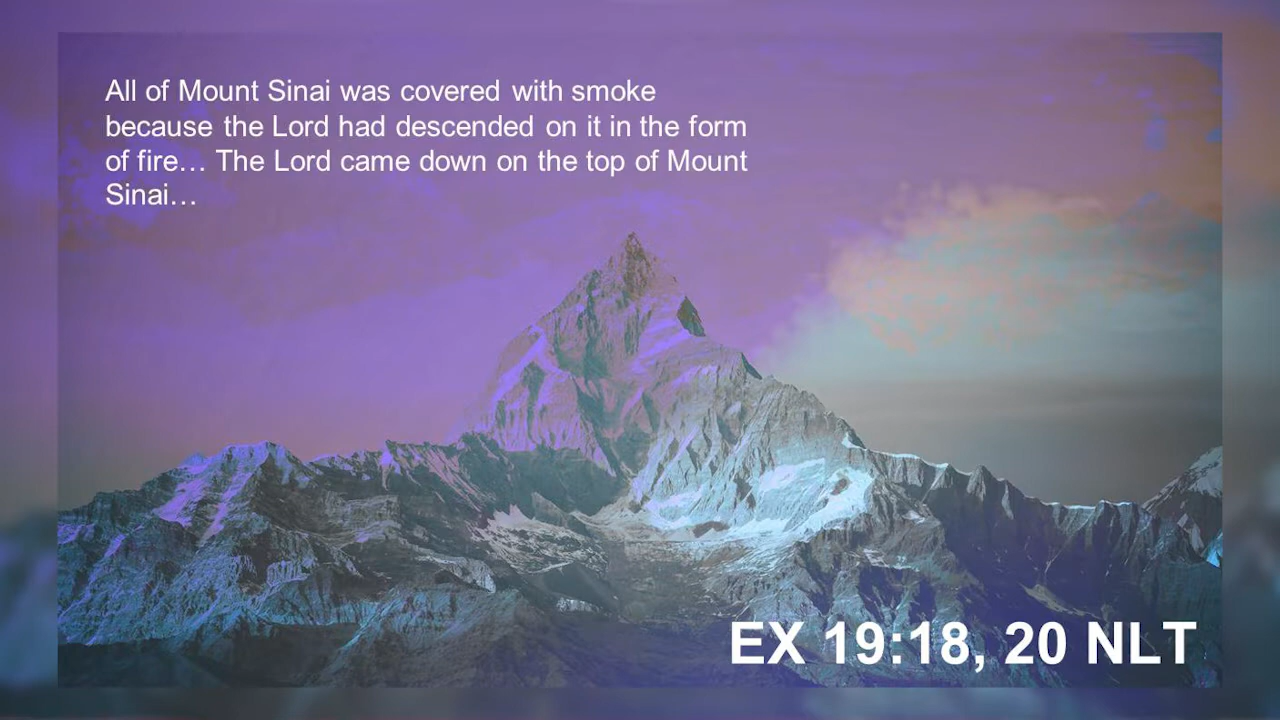 All of Mount Sinai was covered with smoke
because the Lord had descended on it in the form
of fire… The Lord came down on the top of Mount
Sinai…
EX 19:18, 20 NLT